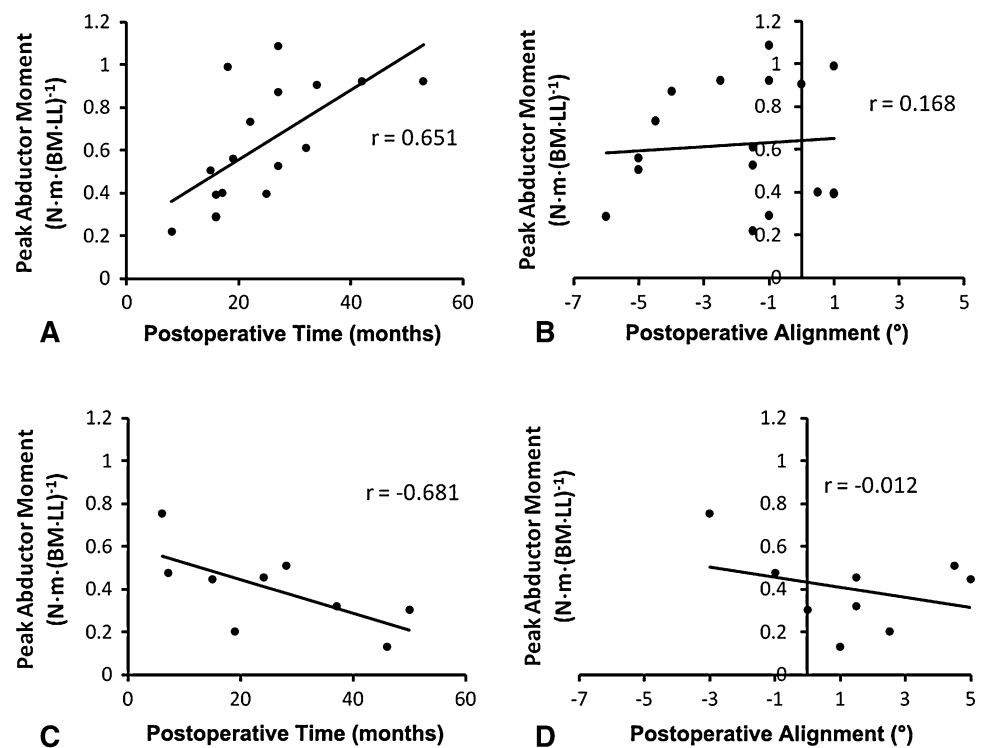 Peak Abductor Moment
(N·m·(BM·LL)⁻¹)
1.2
1
0.8
0.6
0.4
0.2
0
r = 0.651
0 20 40 60
A
Postoperative Time (months)
Peak Abductor Moment
(N·m·(BM·LL)⁻¹)
1.2
1
0.8
0.6
0.4
0.2
0
r = 0.168
-7 -5 -3 -1 1 3 5
B
Postoperative Alignment (°)
Peak Abductor Moment
(N·m·(BM·LL)⁻¹)
1.2
1
0.8
0.6
0.4
0.2
0
r = -0.681
0 20 40 60
C
Postoperative Time (months)
Peak Abductor Moment
(N·m·(BM·LL)⁻¹)
1.2
1
0.8
0.6
0.4
0.2
0
r = -0.012
-7 -5 -3 -1 1 3 5
D
Postoperative Alignment (°)